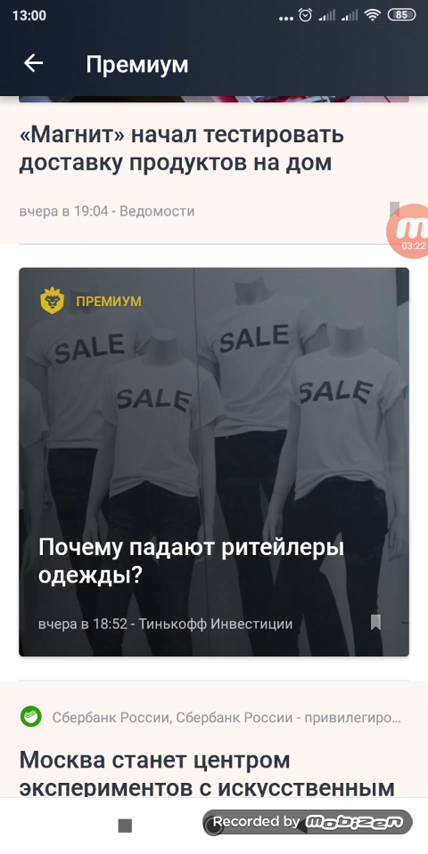 13:00
85
Премиум
«Магнит» начал тестировать
доставку продуктов на дом
вчера в 19:04 - Ведомости
03:22
ПРЕМИУМ
SALE
SALE
SALE
SALE
Почему падают ритейлеры
одежды?
вчера в 18:52 - Тинькофф Инвестиции
Сбербанк России, Сбербанк России - привилегиро...
Москва станет центром
экспериментов с искусственным
Recorded by mobizen